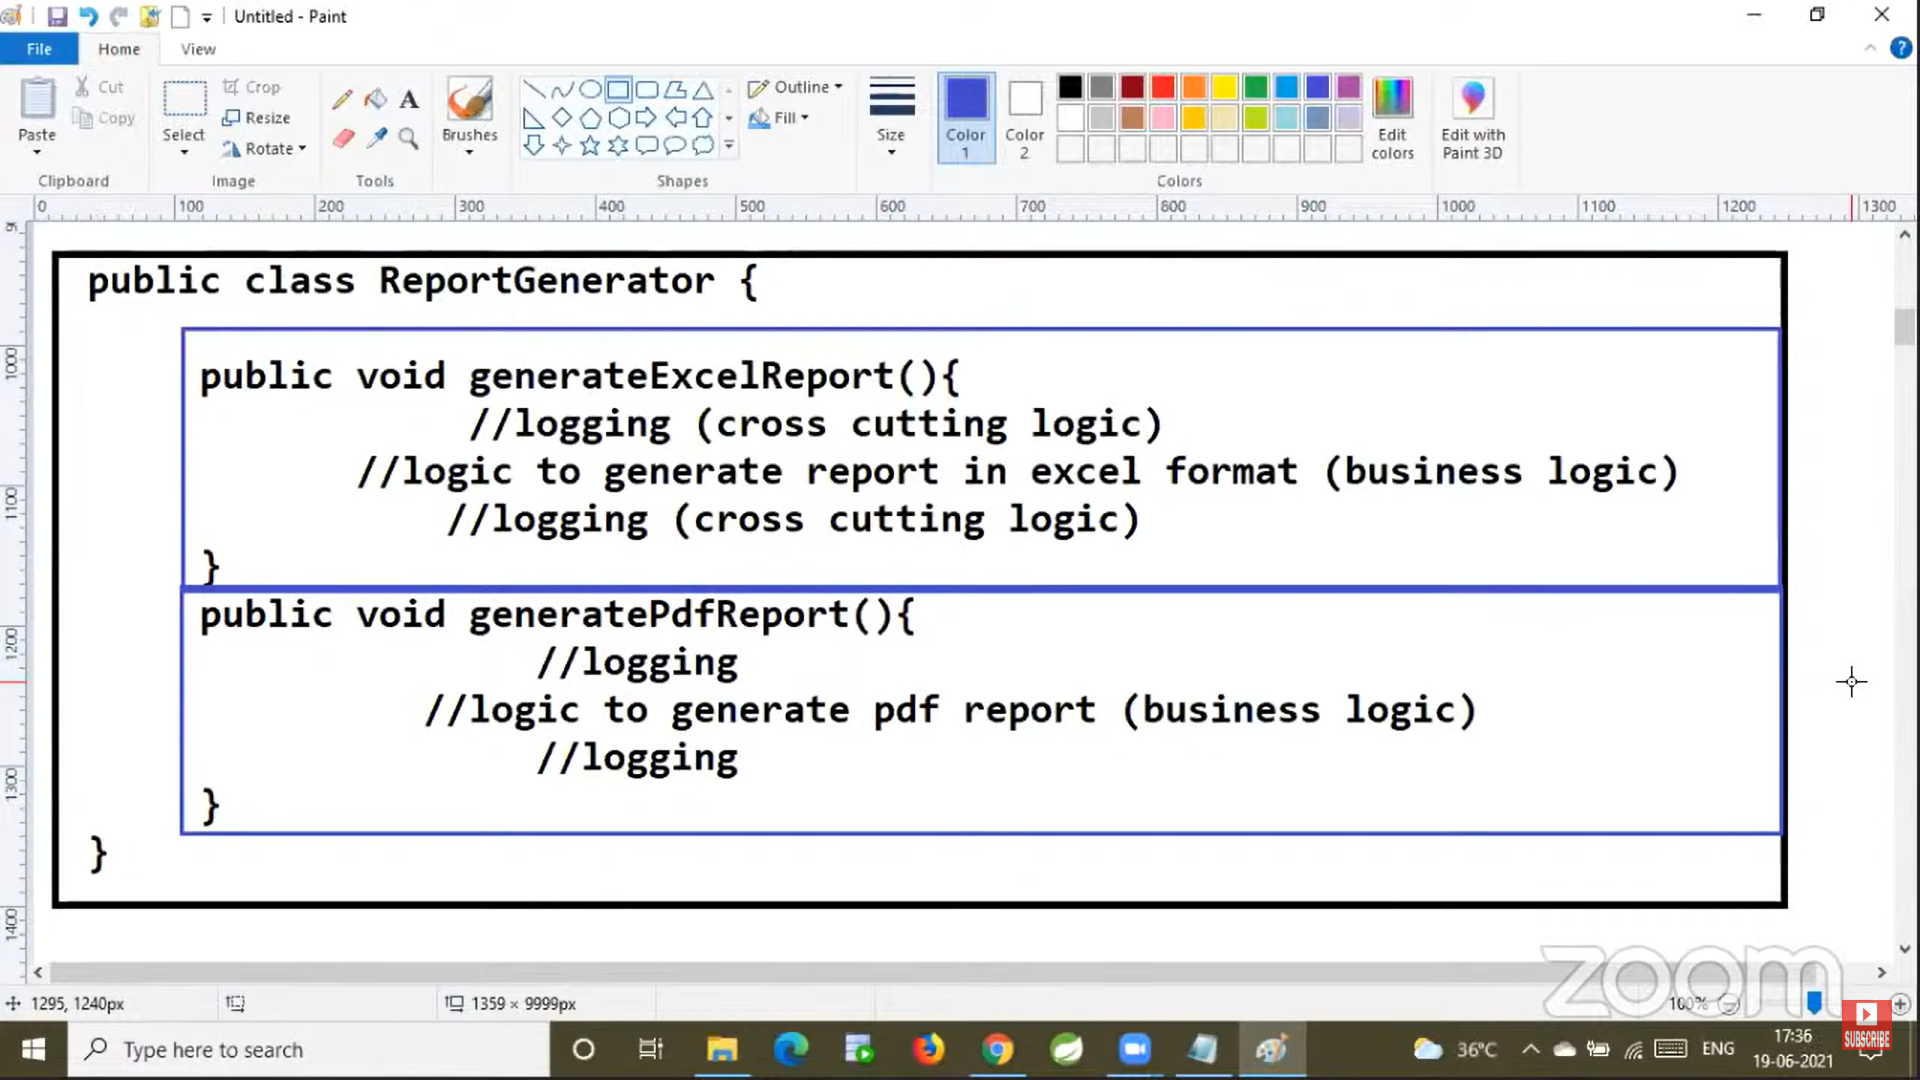 Untitled - Paint
File Home View
Paste
Cut
Copy
Clipboard
Select
Crop
Resize
Rotate
Image
A
Tools
Brushes
Outline
Fill
Shapes
Size
Color 1
Color 2
Edit colors
Colors
Edit with Paint 3D
0 100 200 300 400 500 600 700 800 900 1000 1100 1200 1300
1000
1100
1200
1300
1400
public class ReportGenerator {
public void generateExcelReport(){
//logging (cross cutting logic)
//logic to generate report in excel format (business logic)
//logging (cross cutting logic)
}
public void generatePdfReport(){
//logging
//logic to generate pdf report (business logic)
//logging
}
}
zoom
1295, 1240px
1359 × 9999px
100%
SUBSCRIBE
Type here to search
36°C
ENG
17:36
19-06-2021